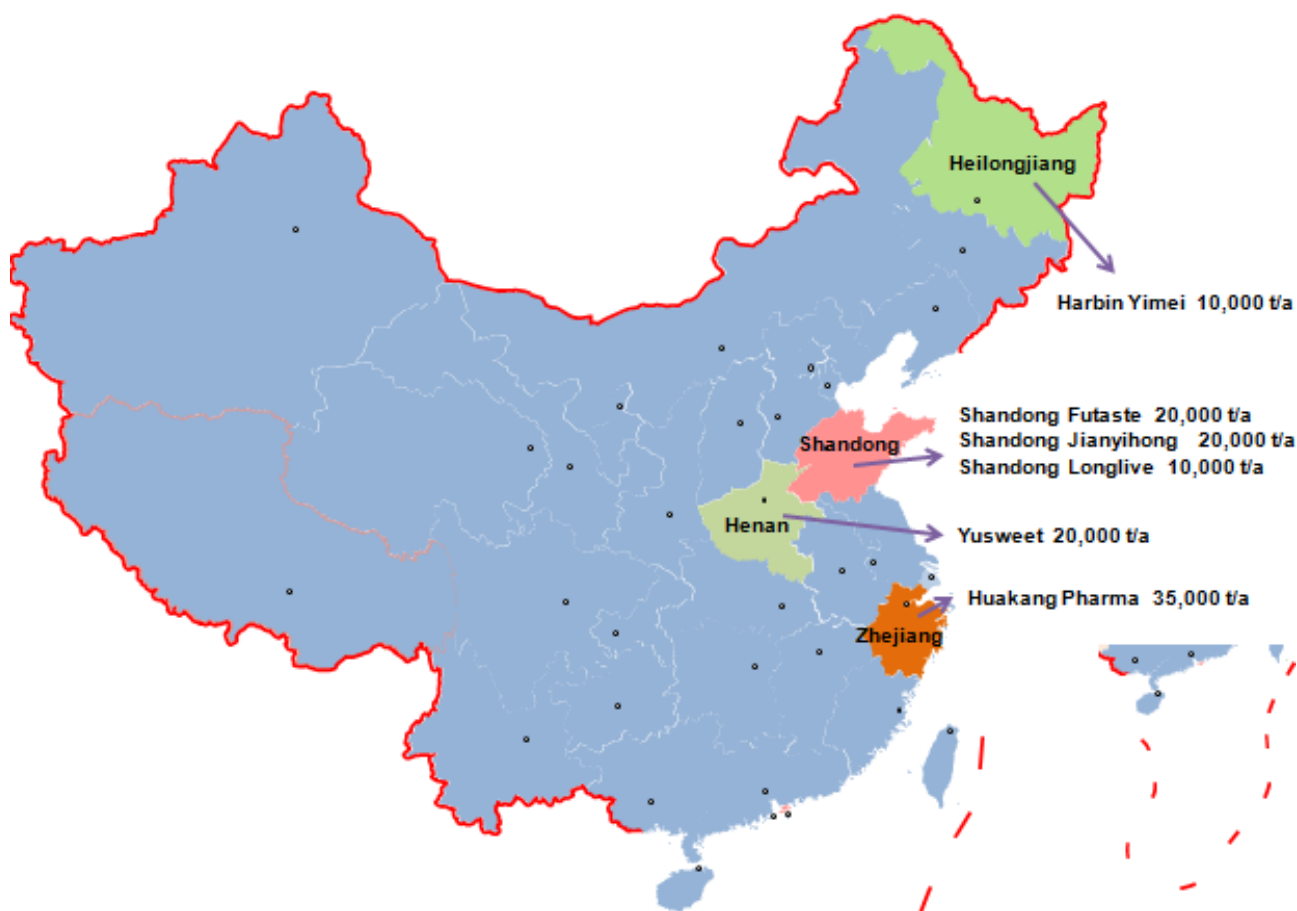 Heilongjiang
Harbin Yimei 10,000 t/a
Shandong Futaste 20,000 t/a
Shandong
Shandong Jianyihong 20,000 t/a
Shandong Longlive 10,000 t/a
Henan
Yusweet 20,000 t/a
Huakang Pharma 35,000 t/a
Zhejiang